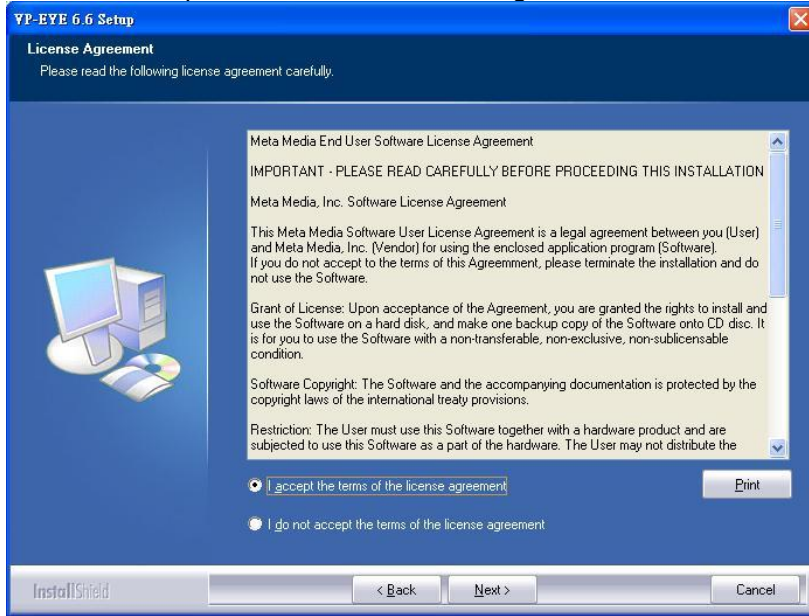 VP-EYE 6.6 Setup
License Agreement
Please read the following license agreement carefully.
Meta Media End User Software License Agreement
IMPORTANT - PLEASE READ CAREFULLY BEFORE PROCEEDING THIS INSTALLATION
Meta Media, Inc. Software License Agreement
This Meta Media Software User License Agreement is a legal agreement between you (User)
and Meta Media, Inc. (Vendor) for using the enclosed application program (Software).
If you do not accept to the terms of this Agreemment, please terminate the installation and do
not use the Software.
Grant of License: Upon acceptance of the Agreement, you are granted the rights to install and
use the Software on a hard disk, and make one backup copy of the Software onto CD disc. It
is for you to use the Software with a non-transferable, non-exclusive, non-sublicensable
condition.
Software Copyright: The Software and the accompanying documentation is protected by the
copyright laws of the international treaty provisions.
Restriction: The User must use this Software together with a hardware product and are
subjected to use this Software as a part of the hardware. The User may not distribute the
I accept the terms of the license agreement
Print
I do not accept the terms of the license agreement
InstallShield
< Back
Next >
Cancel